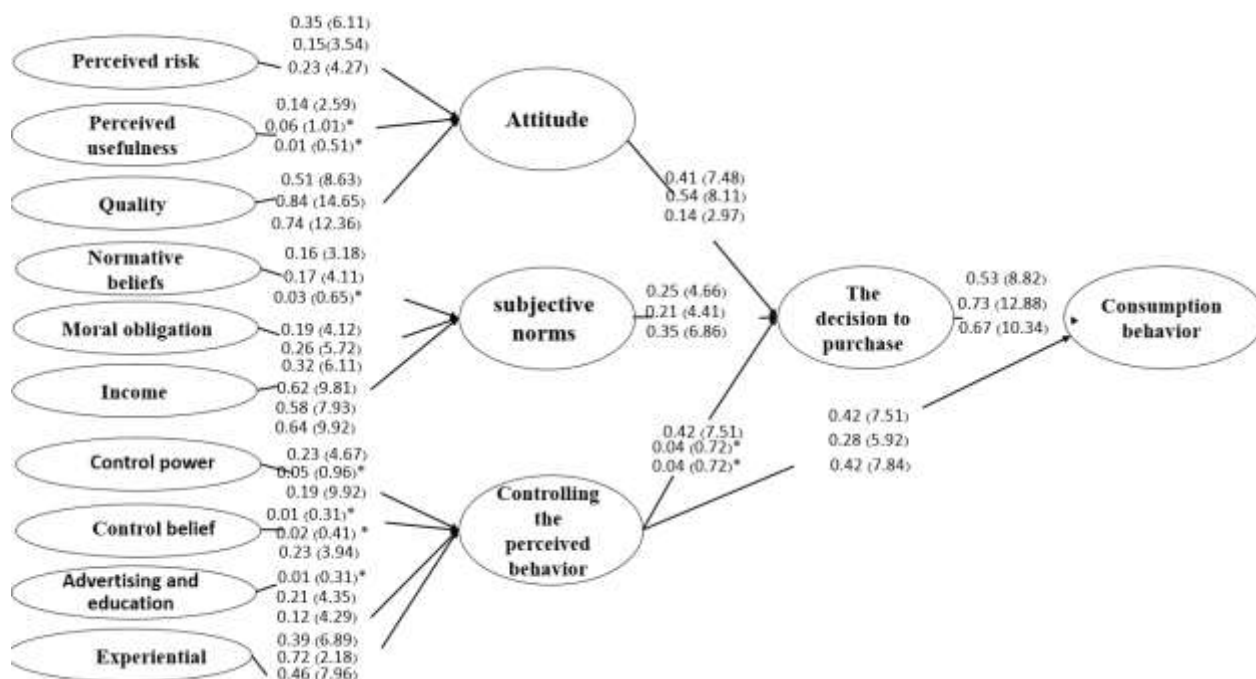 0.35 (6.11)
0.15(3.54)
0.23 (4.27)
Perceived risk
0.14 (2.59)
0.06 (1.01)*
0.01 (0.51)*
Perceived
usefulness
0.51 (8.63)
0.84 (14.65)
0.74 (12.36)
Quality
0.16 (3.18)
0.17 (4.11)
0.03 (0.65)*
Normative
beliefs
0.19 (4.12)
0.26 (5.72)
0.32 (6.11)
Moral obligation
0.62 (9.81)
0.58 (7.93)
0.64 (9.92)
Income
0.23 (4.67)
0.05 (0.96)*
0.19 (9.92)
Control power
0.01 (0.31)*
0.02 (0.41) *
0.23 (3.94)
Control belief
0.01 (0.31)*
0.21 (4.35)
0.12 (4.29)
Advertising and
education
0.39 (6.89)
0.72 (2.18)
0.46 (7.96)
Experiential
Attitude
0.41 (7.48)
0.54 (8.11)
0.14 (2.97)
subjective
norms
0.25 (4.66)
0.21 (4.41)
0.35 (6.86)
Controlling
the
perceived
behavior
0.42 (7.51)
0.04 (0.72)*
0.04 (0.72)*
The
decision to
purchase
0.53 (8.82)
0.73 (12.88)
0.67 (10.34)
0.42 (7.51)
0.28 (5.92)
0.42 (7.84)
Consumption
behavior